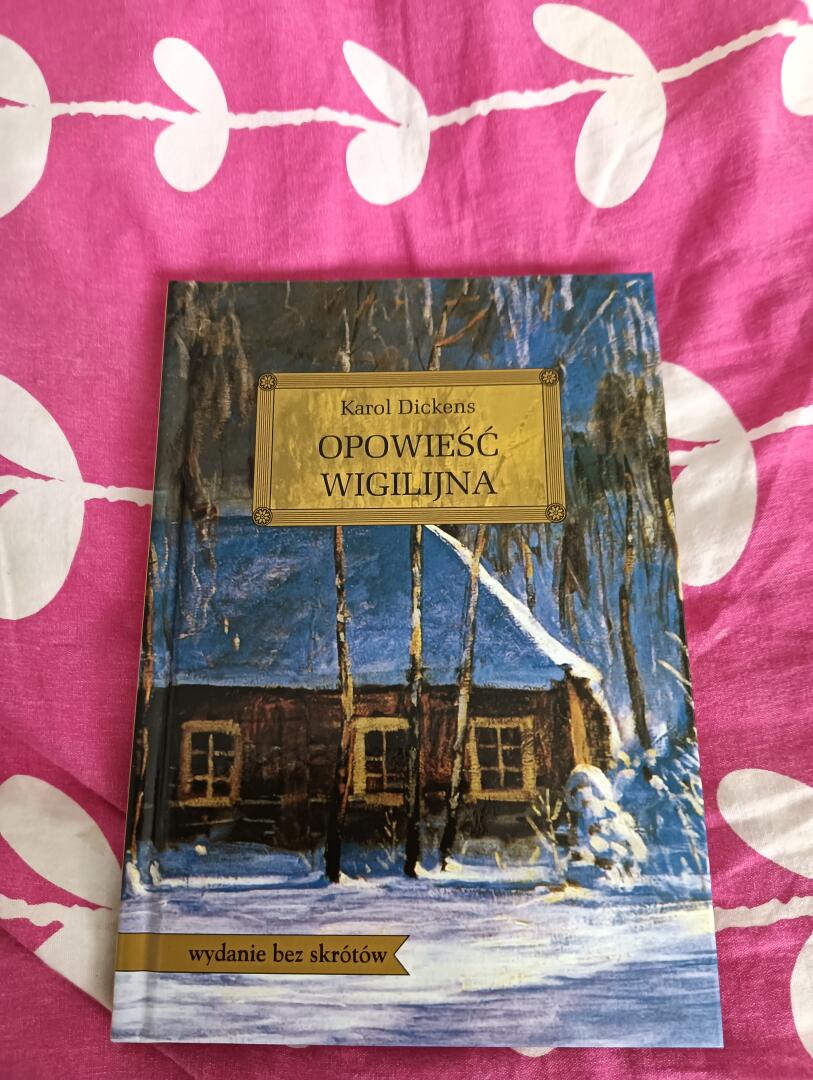 Karol Dickens
OPOWIEŚĆ
WIGILIJNA
wydanie bez skrótów